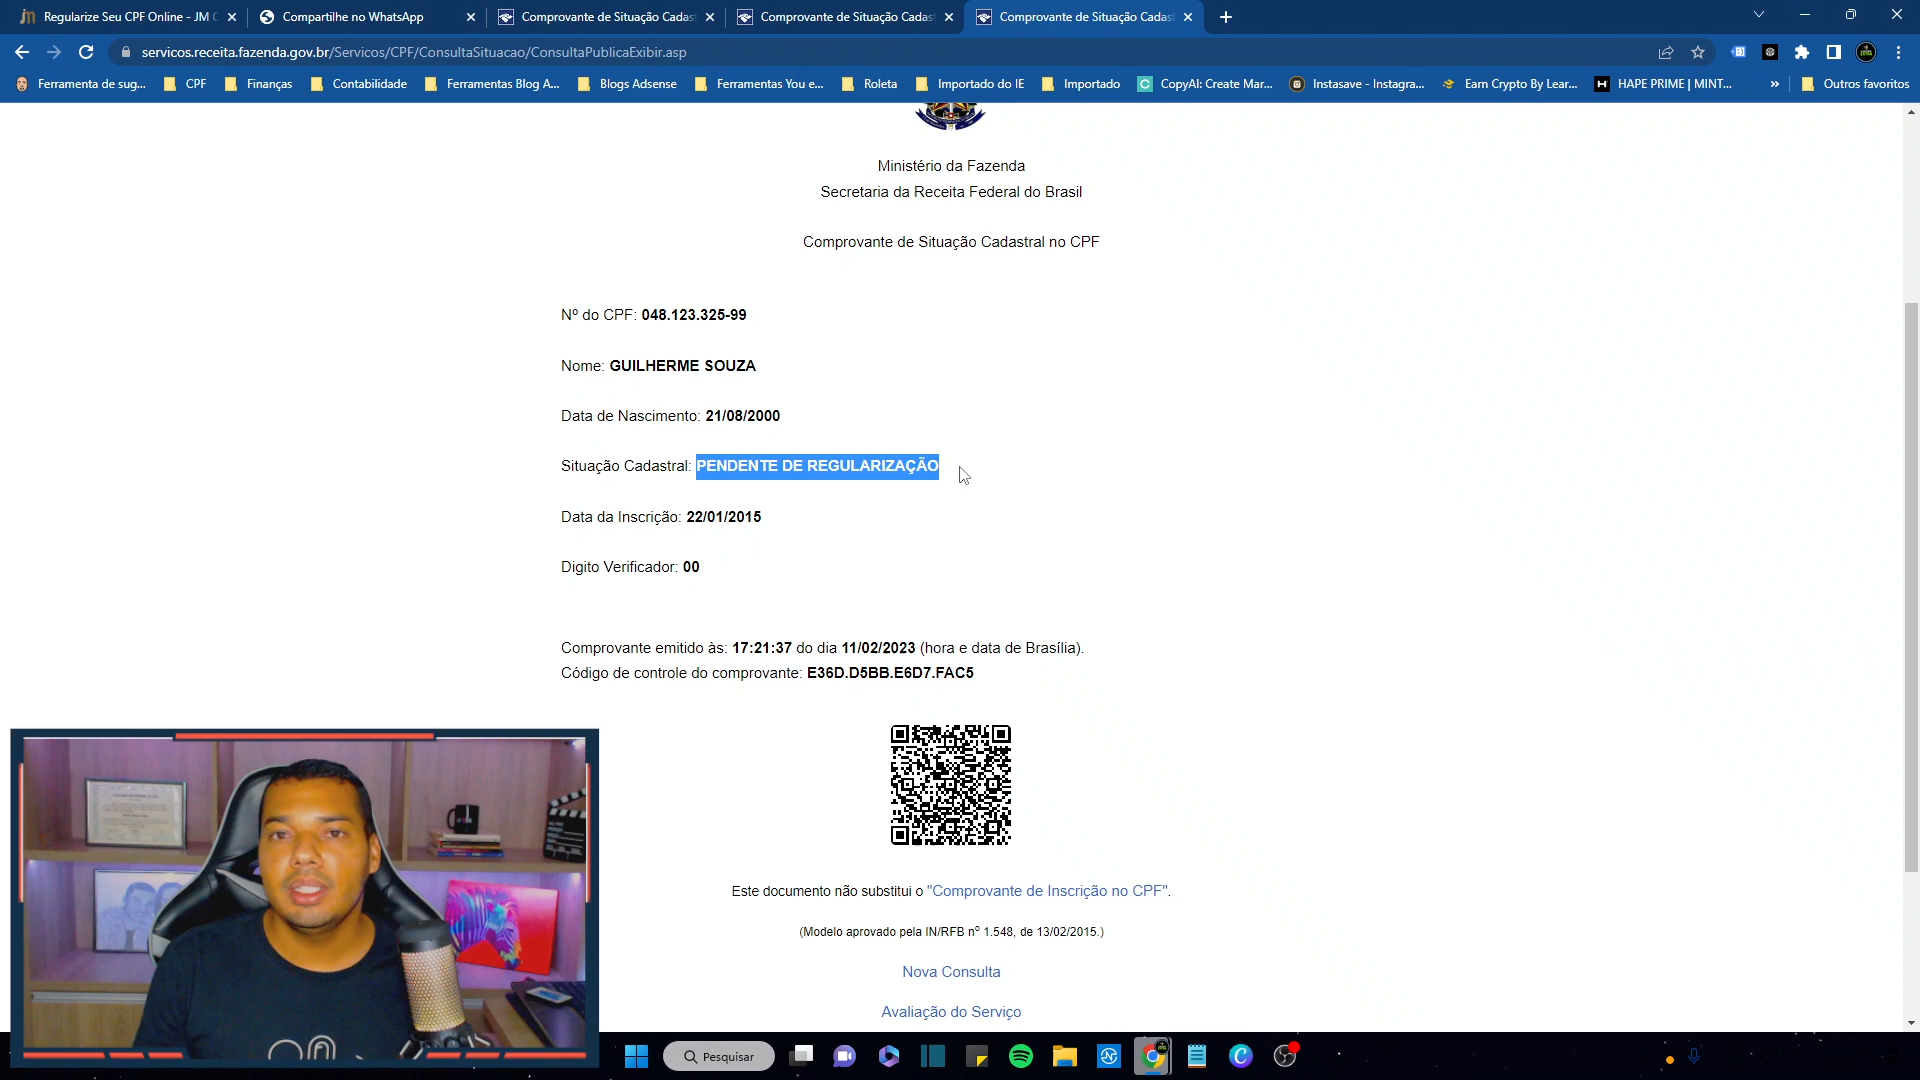 Regularize Seu CPF Online - JM C
Compartilhe no WhatsApp
Comprovante de Situação Cadast
Comprovante de Situação Cadast
Comprovante de Situação Cadast
servicos.receita.fazenda.gov.br/Servicos/CPF/ConsultaSituacao/ConsultaPublicaExibir.asp
Ferramenta de sug... CPF Finanças Contabilidade Ferramentas Blog A... Blogs Adsense Ferramentas You e... Roleta Importado do IE Importado CopyAI: Create Mar... Instasave - Instagra... Earn Crypto By Lear... HAPE PRIME | MINT... » Outros favoritos
Ministério da Fazenda
Secretaria da Receita Federal do Brasil
Comprovante de Situação Cadastral no CPF
Nº do CPF: 048.123.325-99
Nome: GUILHERME SOUZA
Data de Nascimento: 21/08/2000
Situação Cadastral: PENDENTE DE REGULARIZAÇÃO
Data da Inscrição: 22/01/2015
Digito Verificador: 00
Comprovante emitido às: 17:21:37 do dia 11/02/2023 (hora e data de Brasília).
Código de controle do comprovante: E36D.D5BB.E6D7.FAC5
Este documento não substitui o "Comprovante de Inscrição no CPF".
(Modelo aprovado pela IN/RFB nº 1.548, de 13/02/2015.)
Nova Consulta
Avaliação do Serviço
Pesquisar